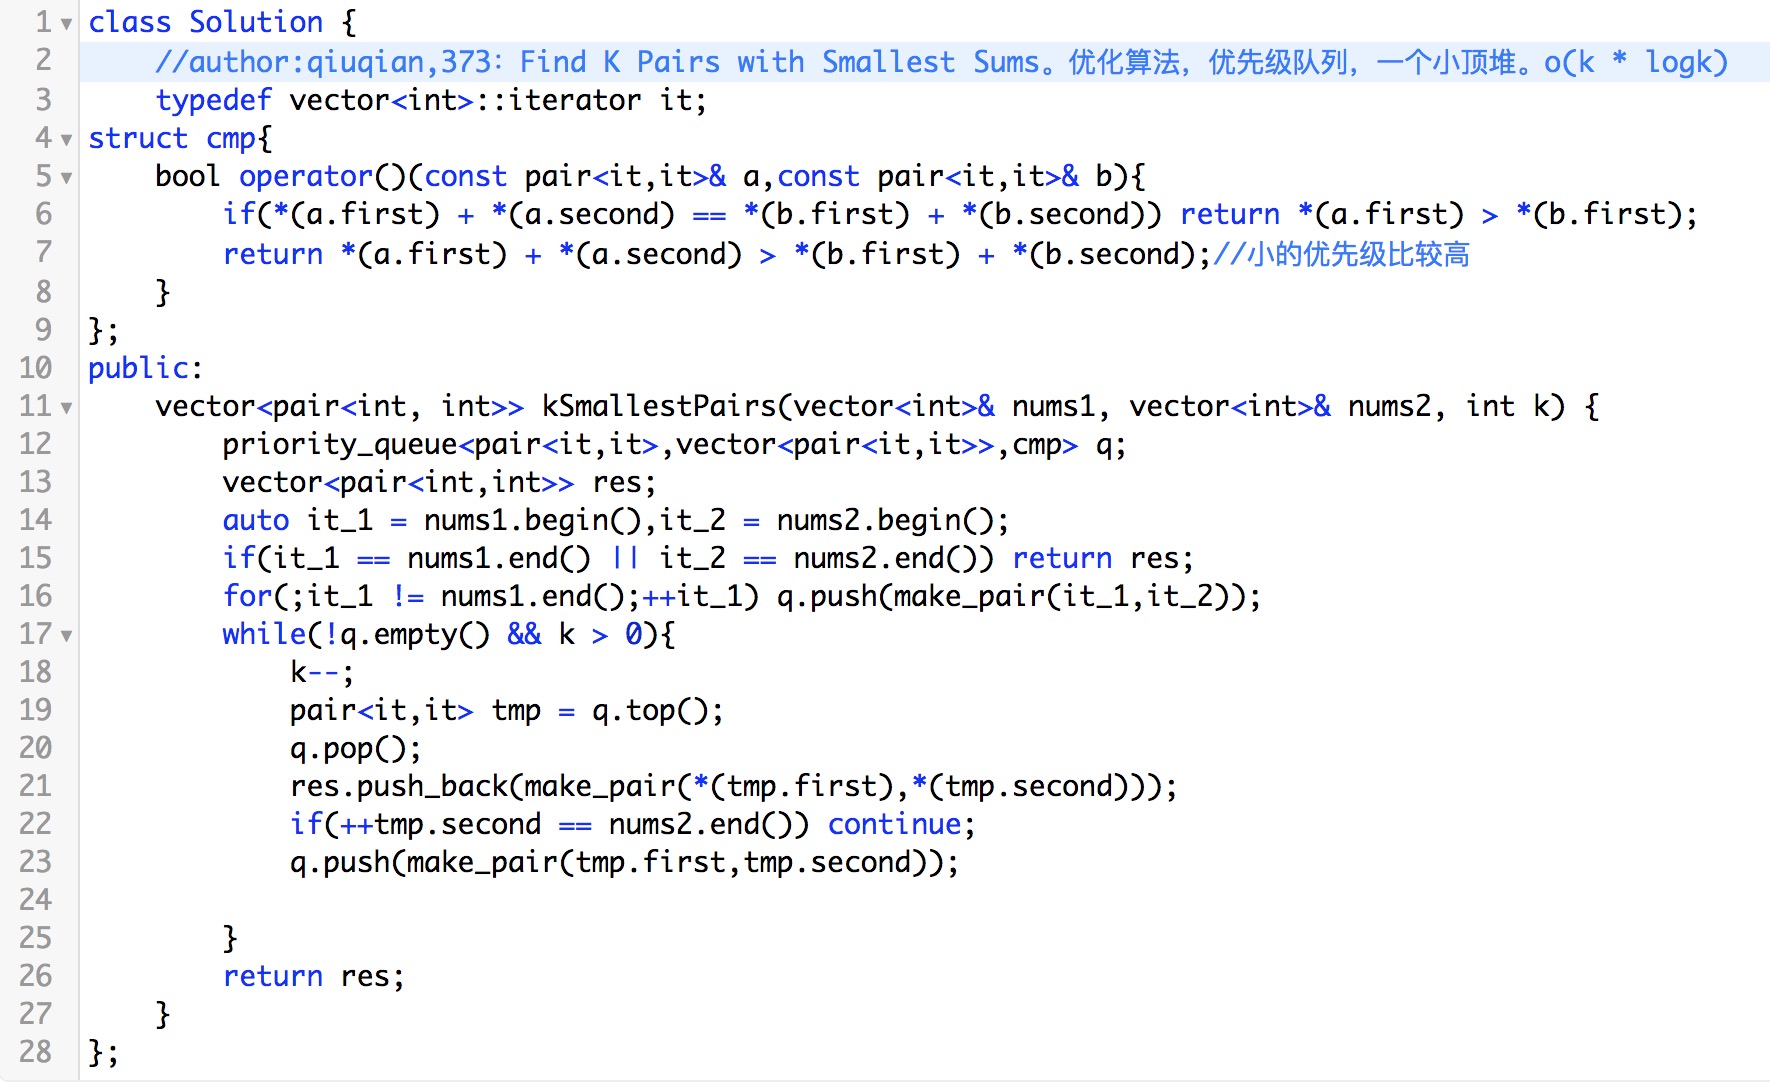 1 class Solution {
2 //author:qiuqian,373：Find K Pairs with Smallest Sums。优化算法，优先级队列，一个小顶堆。o(k * logk)
3 typedef vector<int>::iterator it;
4 struct cmp{
5 bool operator()(const pair<it,it>& a,const pair<it,it>& b){
6 if(*(a.first) + *(a.second) == *(b.first) + *(b.second)) return *(a.first) > *(b.first);
7 return *(a.first) + *(a.second) > *(b.first) + *(b.second);//小的优先级比较高
8 }
9 };
10 public:
11 vector<pair<int, int>> kSmallestPairs(vector<int>& nums1, vector<int>& nums2, int k) {
12 priority_queue<pair<it,it>,vector<pair<it,it>>,cmp> q;
13 vector<pair<int,int>> res;
14 auto it_1 = nums1.begin(),it_2 = nums2.begin();
15 if(it_1 == nums1.end() || it_2 == nums2.end()) return res;
16 for(;it_1 != nums1.end();++it_1) q.push(make_pair(it_1,it_2));
17 while(!q.empty() && k > 0){
18 k--;
19 pair<it,it> tmp = q.top();
20 q.pop();
21 res.push_back(make_pair(*(tmp.first),*(tmp.second)));
22 if(++tmp.second == nums2.end()) continue;
23 q.push(make_pair(tmp.first,tmp.second));
24
25 }
26 return res;
27 }
28 };